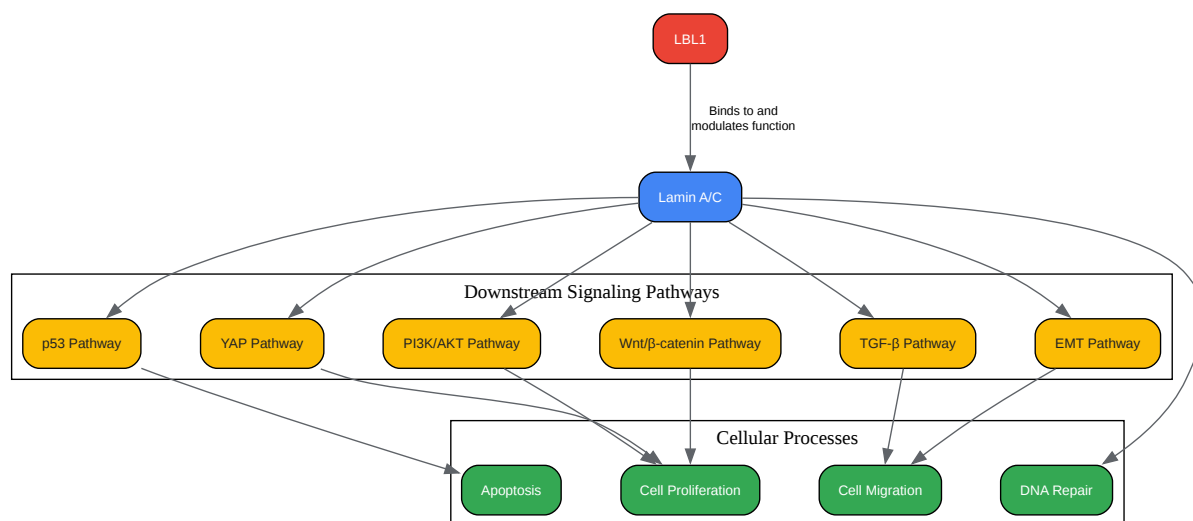 LBL1
Binds to and
modulates function
Lamin A/C
Downstream Signaling Pathways
p53 Pathway
YAP Pathway
PI3K/AKT Pathway
Wnt/β-catenin Pathway
TGF-β Pathway
EMT Pathway
Cellular Processes
Apoptosis
Cell Proliferation
Cell Migration
DNA Repair